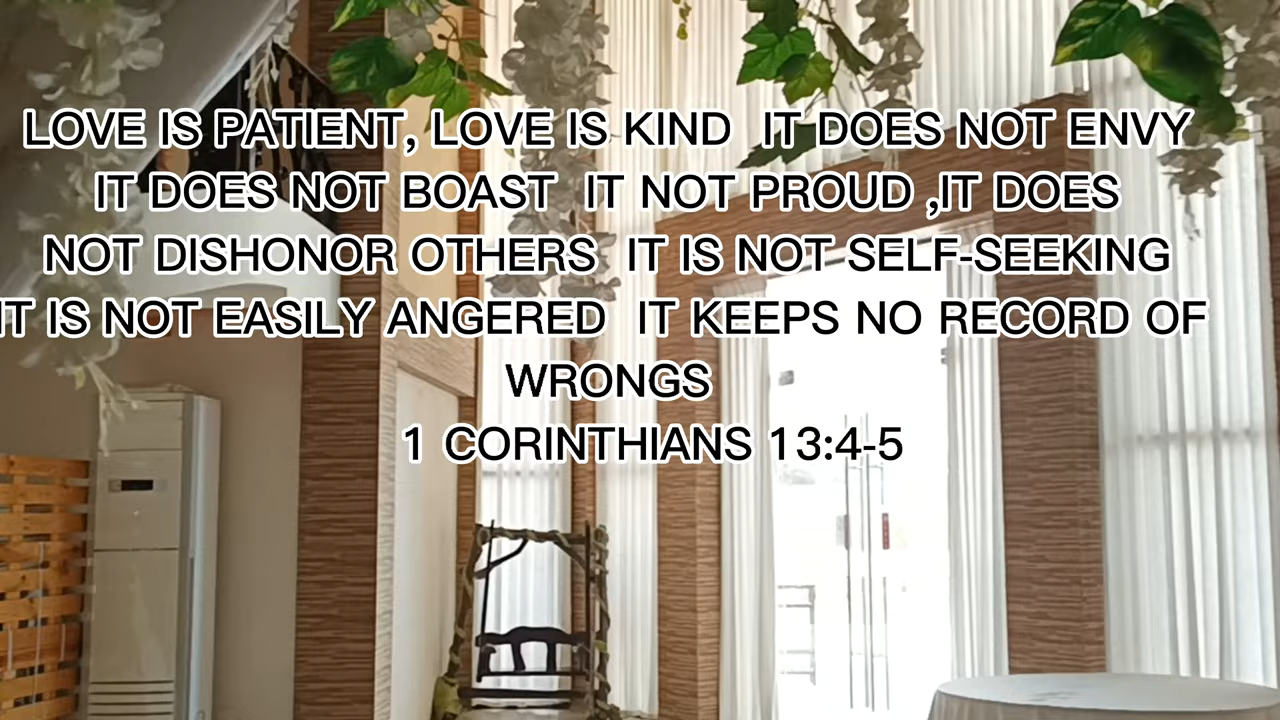 LOVE IS PATIENT, LOVE IS KIND  IT DOES NOT ENVY
IT DOES NOT BOAST  IT NOT PROUD ,IT DOES
NOT DISHONOR OTHERS  IT IS NOT SELF-SEEKING
IT IS NOT EASILY ANGERED  IT KEEPS NO RECORD OF
WRONGS
1 CORINTHIANS 13:4-5